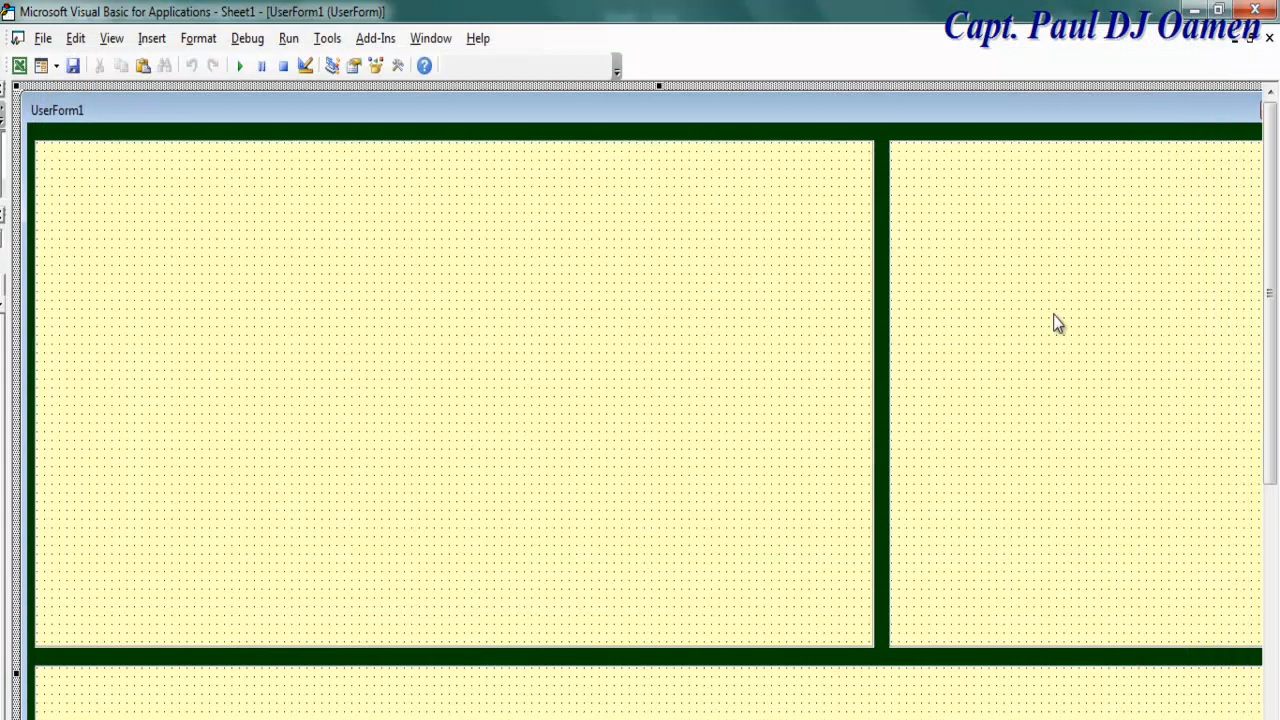 Microsoft Visual Basic for Applications - Sheet1 - [UserForm1 (UserForm)]
Capt. Paul DJ Oamen
File Edit View Insert Format Debug Run Tools Add-Ins Window Help
UserForm1